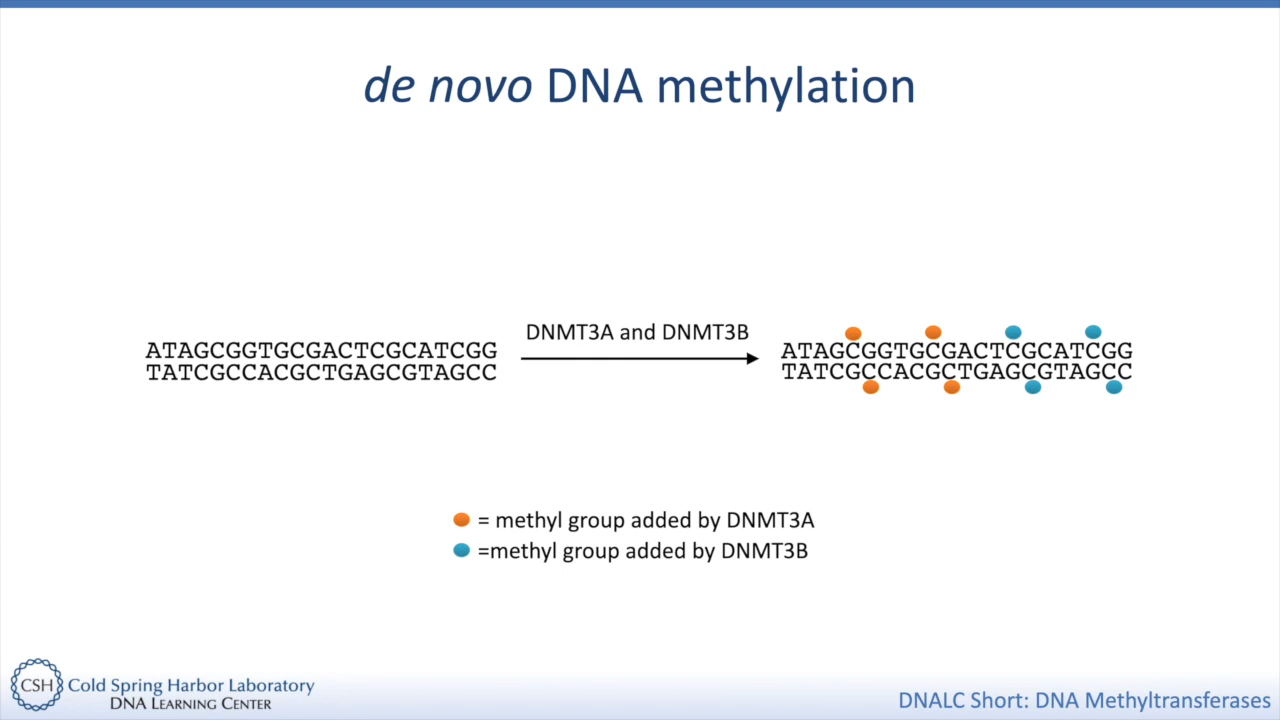 de novo DNA methylation
DNMT3A and DNMT3B
ATAGCGGTGCGACTCGCATCGG
TATCGCCACGCTGAGCGTAGCC
ATAGCGGTGCGACTCGCATCGG
TATCGCCACGCTGAGCGTAGCC
= methyl group added by DNMT3A
=methyl group added by DNMT3B
CSH Cold Spring Harbor Laboratory
DNA LEARNING CENTER
DNALC Short: DNA Methyltransferases